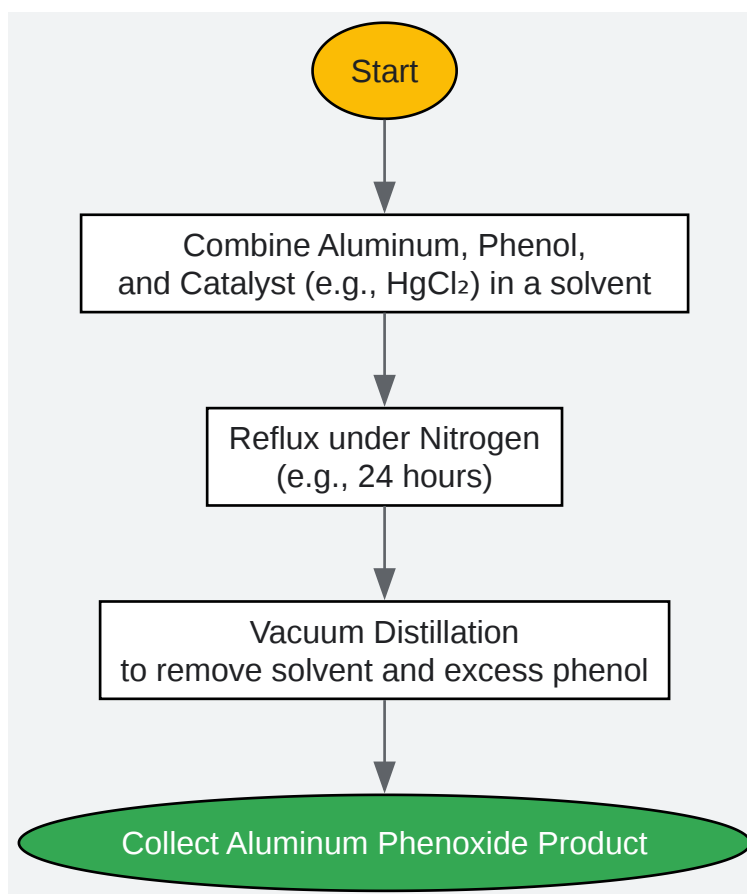 Start
Combine Aluminum, Phenol,
and Catalyst (e.g., HgCl₂) in a solvent
Reflux under Nitrogen
(e.g., 24 hours)
Vacuum Distillation
to remove solvent and excess phenol
Collect Aluminum Phenoxide Product